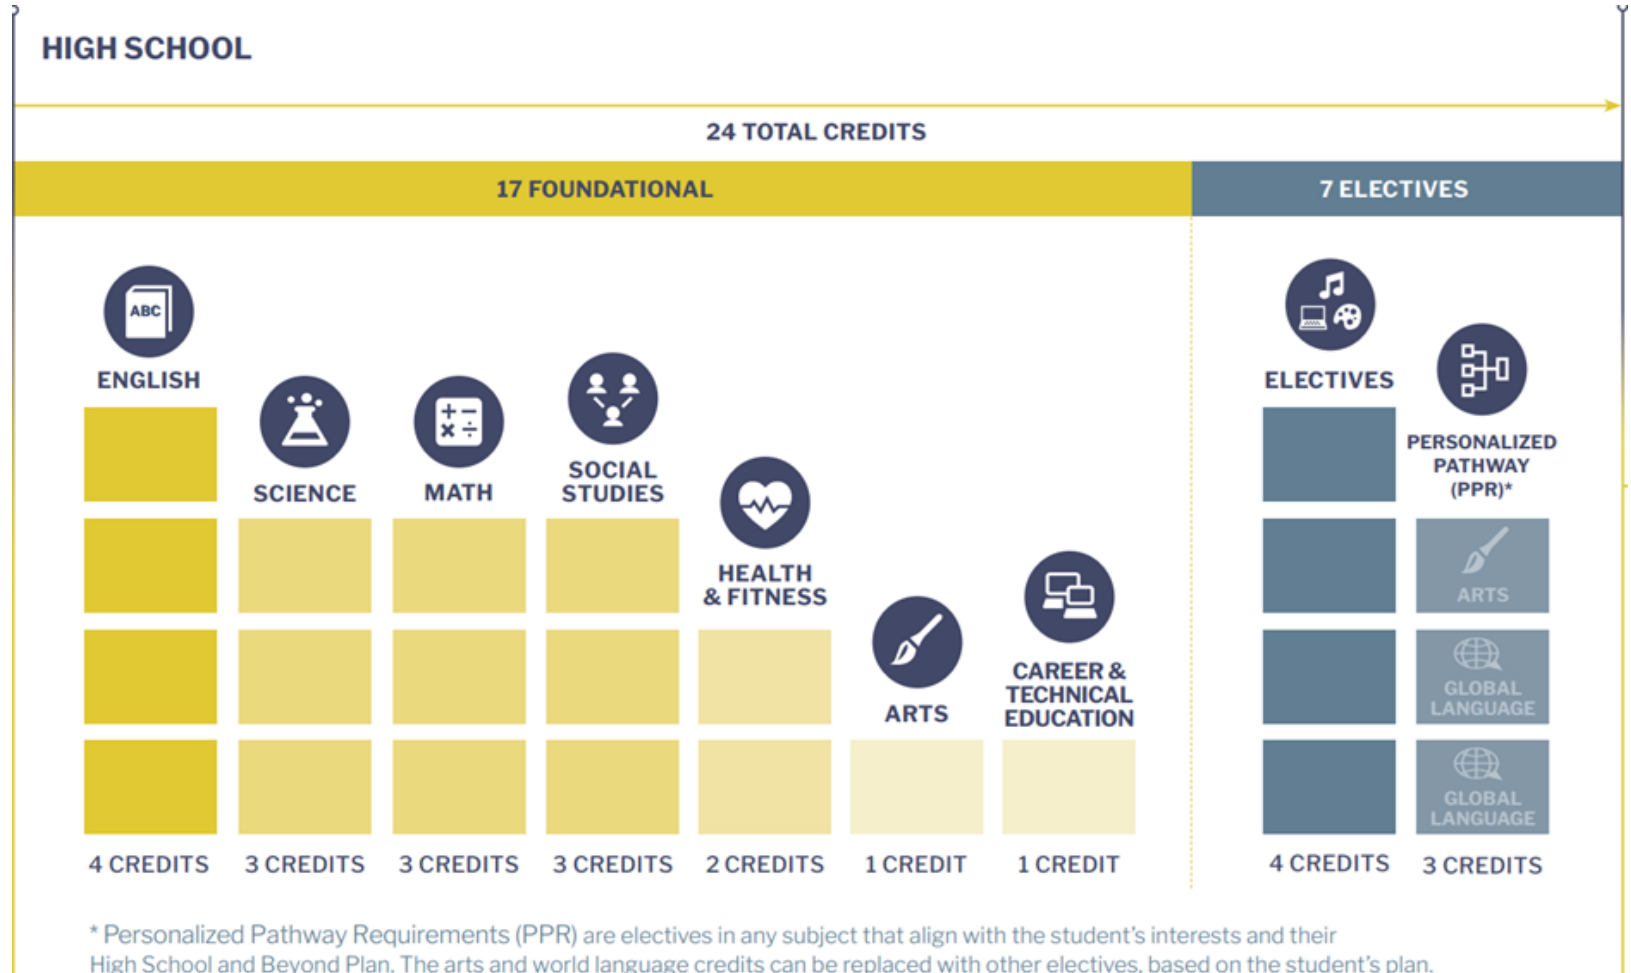 HIGH SCHOOL
24 TOTAL CREDITS
17 FOUNDATIONAL
7 ELECTIVES
ABC
ENGLISH
SCIENCE
MATH
SOCIAL
STUDIES
HEALTH
& FITNESS
ARTS
CAREER &
TECHNICAL
EDUCATION
ELECTIVES
PERSONALIZED
PATHWAY
(PPR)*
ARTS
GLOBAL
LANGUAGE
GLOBAL
LANGUAGE
4 CREDITS
3 CREDITS
3 CREDITS
3 CREDITS
2 CREDITS
1 CREDIT
1 CREDIT
4 CREDITS
3 CREDITS
* Personalized Pathway Requirements (PPR) are electives in any subject that align with the student’s interests and their
High School and Beyond Plan. The arts and world language credits can be replaced with other electives, based on the student’s plan.